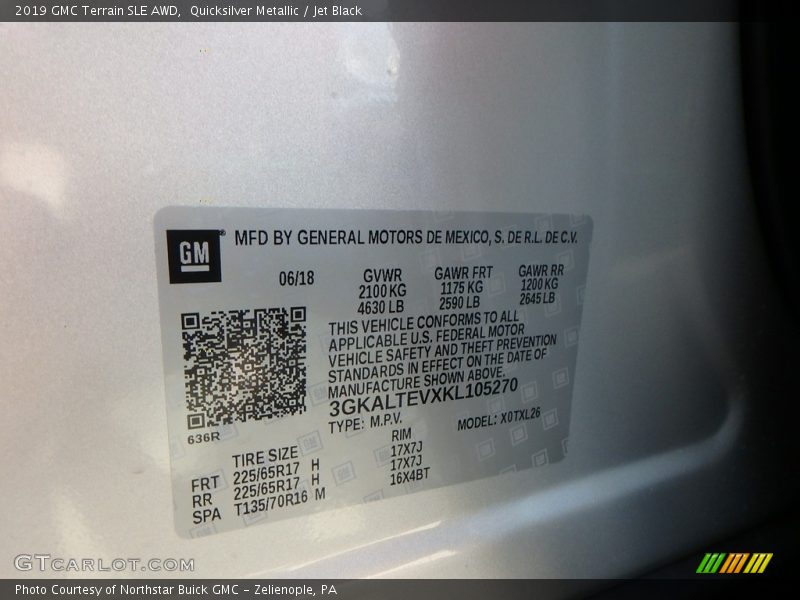 2019 GMC Terrain SLE AWD,  Quicksilver Metallic / Jet Black
GM® MFD BY GENERAL MOTORS DE MEXICO, S. DE R.L. DE C.V.
06/18 GVWR GAWR FRT GAWR RR
2100 KG 1175 KG 1200 KG
4630 LB 2590 LB 2645 LB
THIS VEHICLE CONFORMS TO ALL
APPLICABLE U.S. FEDERAL MOTOR
VEHICLE SAFETY AND THEFT PREVENTION
STANDARDS IN EFFECT ON THE DATE OF
MANUFACTURE SHOWN ABOVE.
3GKALTEVXKL105270
636R TYPE: M.P.V. MODEL: X0TXL26
TIRE SIZE RIM
FRT 225/65R17 H 17X7J
RR 225/65R17 H 17X7J
SPA T135/70R16 M 16X4BT
GTCARLOT.COM
Photo Courtesy of Northstar Buick GMC - Zelienople, PA